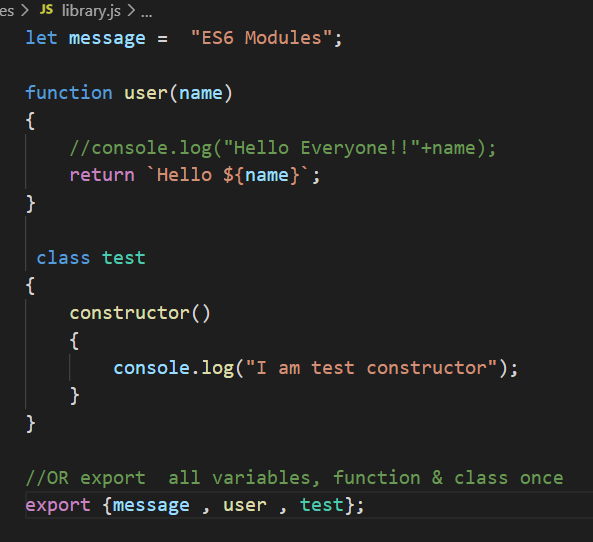 es > JS library.js > ...
let message =  "ES6 Modules";
function user(name)
{
//console.log("Hello Everyone!!"+name);
return `Hello ${name}`;
}
class test
{
constructor()
{
console.log("I am test constructor");
}
}
//OR export  all variables, function & class once
export {message , user , test};